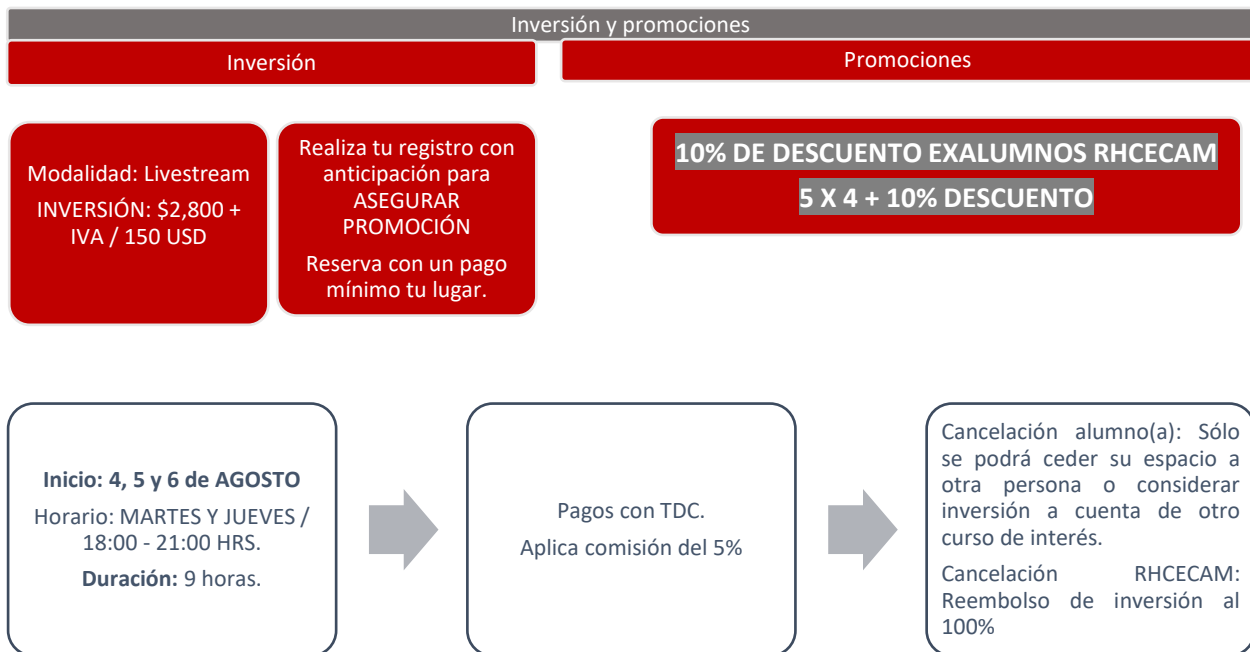 Inversión y promociones
Inversión
Promociones
Modalidad: Livestream
INVERSIÓN: $2,800 +
IVA / 150 USD
Realiza tu registro con
anticipación para
ASEGURAR
PROMOCIÓN
Reserva con un pago
mínimo tu lugar.
10% DE DESCUENTO EXALUMNOS RHCECAM
5 X 4 + 10% DESCUENTO
Inicio: 4, 5 y 6 de AGOSTO
Horario: MARTES Y JUEVES /
18:00 - 21:00 HRS.
Duración: 9 horas.
Pagos con TDC.
Aplica comisión del 5%
Cancelación alumno(a): Sólo
se podrá ceder su espacio a
otra persona o considerar
inversión a cuenta de otro
curso de interés.
Cancelación RHCECAM:
Reembolso de inversión al
100%